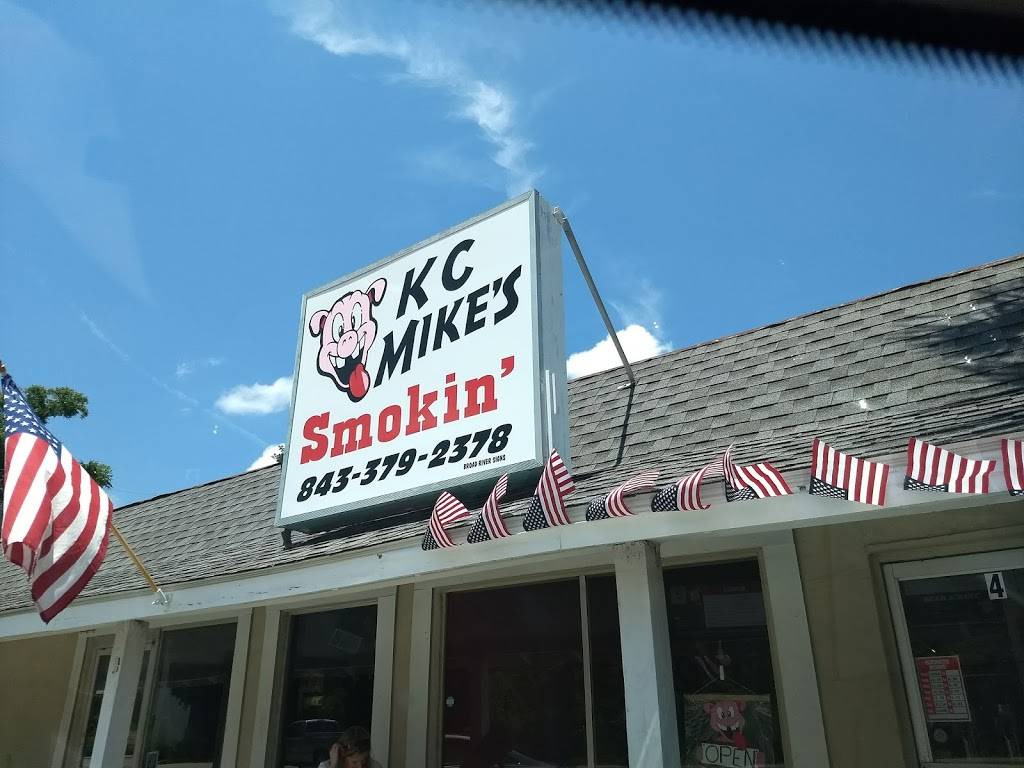 KC
MIKE'S
Smokin'
843-379-2378
BROAD RIVER SIGNS
4
OPEN